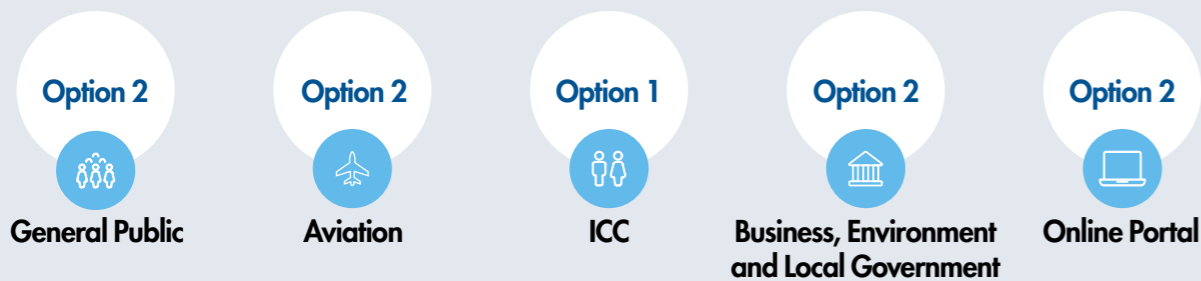 Option 2
General Public
Option 2
Aviation
Option 1
ICC
Option 2
Business, Environment
and Local Government
Option 2
Online Portal